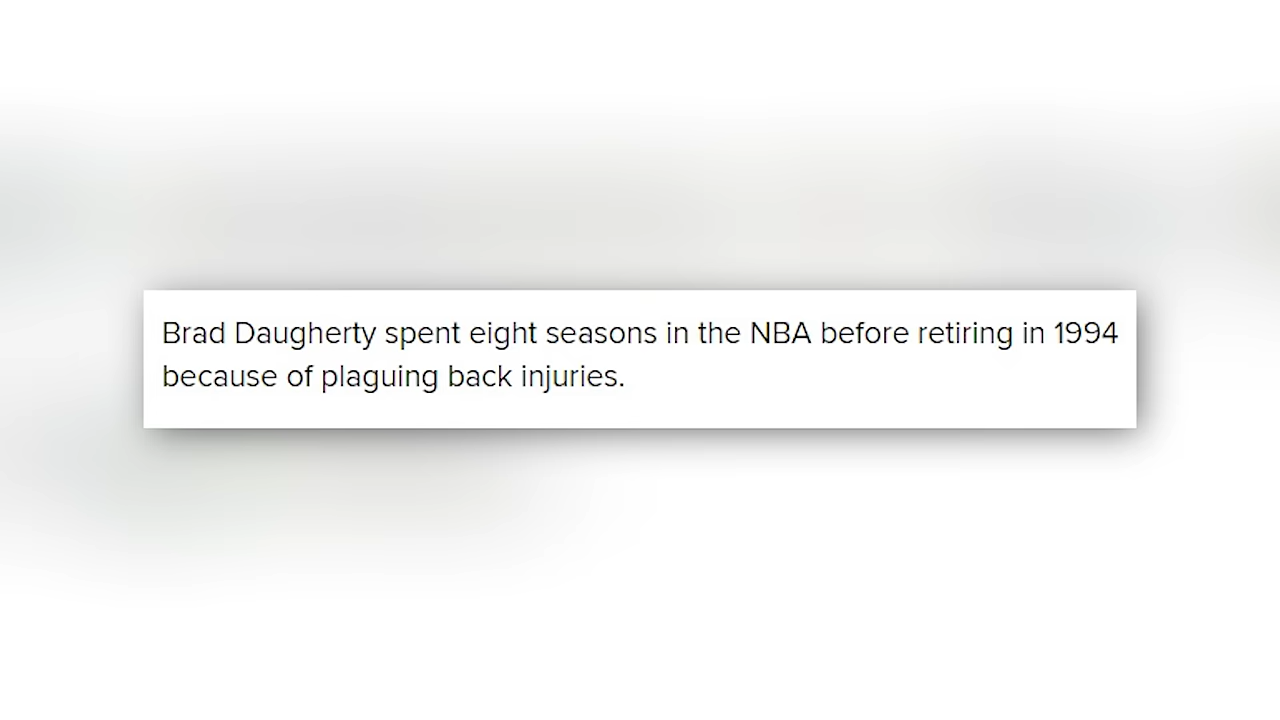 Brad Daugherty spent eight seasons in the NBA before retiring in 1994
because of plaguing back injuries.